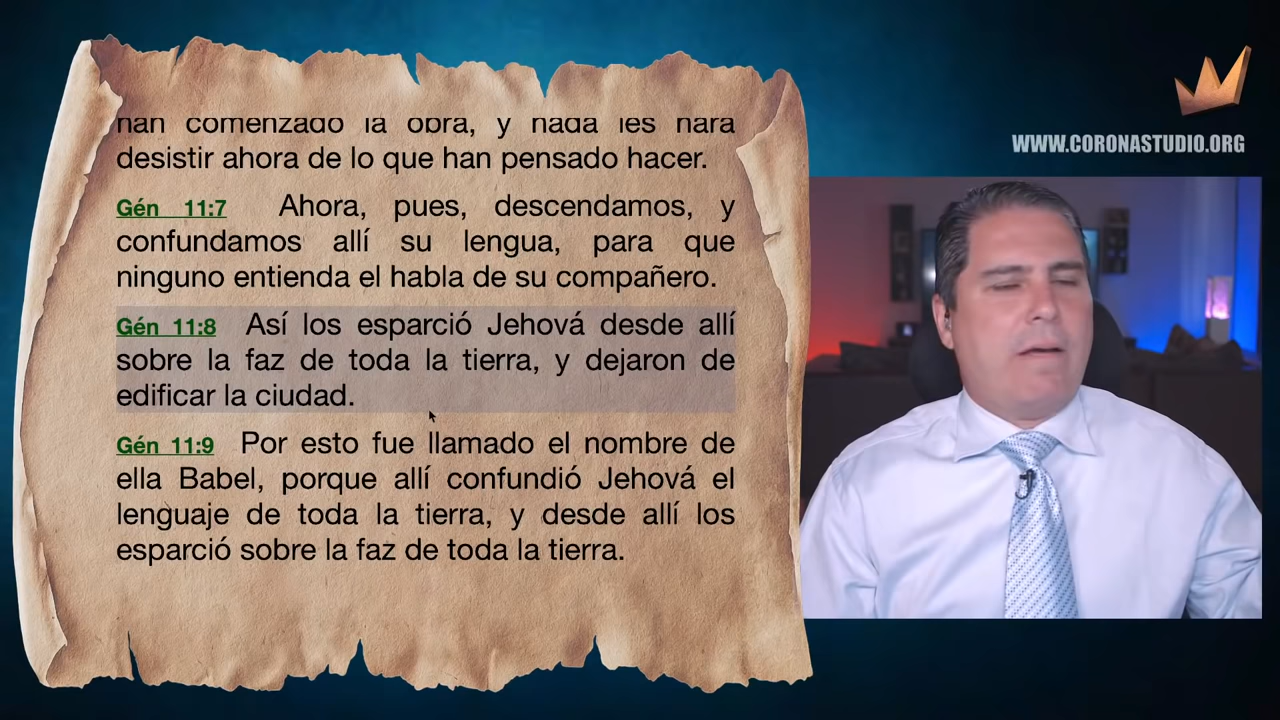 han comenzado la obra, y nada les hará
desistir ahora de lo que han pensado hacer.
Gén 11:7 Ahora, pues, descendamos, y
confundamos allí su lengua, para que
ninguno entienda el habla de su compañero.
Gén 11:8 Así los esparció Jehová desde allí
sobre la faz de toda la tierra, y dejaron de
edificar la ciudad.
Gén 11:9 Por esto fue llamado el nombre de
ella Babel, porque allí confundió Jehová el
lenguaje de toda la tierra, y desde allí los
esparció sobre la faz de toda la tierra.
WWW.CORONASTUDIO.ORG